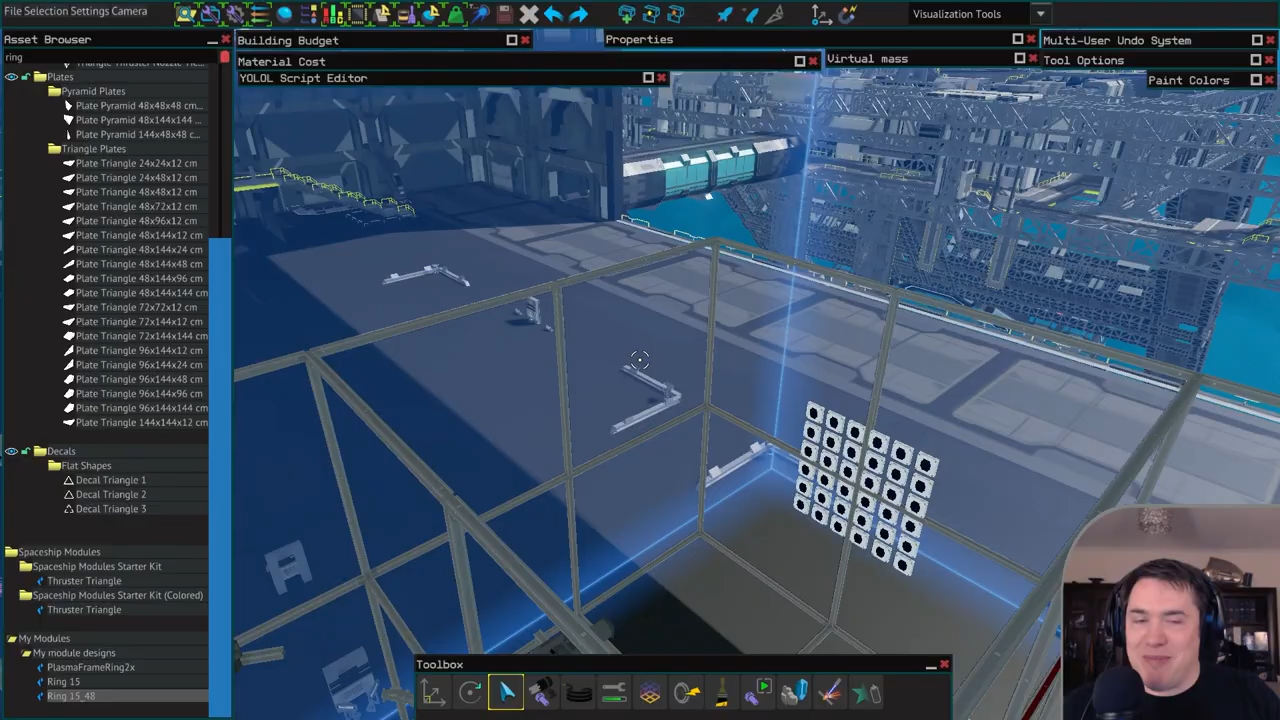 File Selection Settings Camera
Visualization Tools
Asset Browser
Building Budget
Properties
Multi-User Undo System
ring
Material Cost
Virtual mass
Tool Options
YOLOL Script Editor
Paint Colors
Plates
Pyramid Plates
Plate Pyramid 48x48x48 cm...
Plate Pyramid 48x144x144 ...
Plate Pyramid 144x48x48 c...
Triangle Plates
Plate Triangle 24x24x12 cm
Plate Triangle 24x48x12 cm
Plate Triangle 48x48x12 cm
Plate Triangle 48x72x12 cm
Plate Triangle 48x96x12 cm
Plate Triangle 48x144x12 cm
Plate Triangle 48x144x24 cm
Plate Triangle 48x144x48 cm
Plate Triangle 48x144x96 cm
Plate Triangle 48x144x144 cm
Plate Triangle 72x72x12 cm
Plate Triangle 72x144x12 cm
Plate Triangle 72x144x144 cm
Plate Triangle 96x144x12 cm
Plate Triangle 96x144x24 cm
Plate Triangle 96x144x48 cm
Plate Triangle 96x144x96 cm
Plate Triangle 96x144x144 cm
Plate Triangle 144x144x12 cm
Decals
Flat Shapes
Decal Triangle 1
Decal Triangle 2
Decal Triangle 3
Spaceship Modules
Spaceship Modules Starter Kit
Thruster Triangle
Spaceship Modules Starter Kit (Colored)
Thruster Triangle
My Modules
My module designs
PlasmaFrameRing2x
Ring 15
Ring 15_48
Toolbox